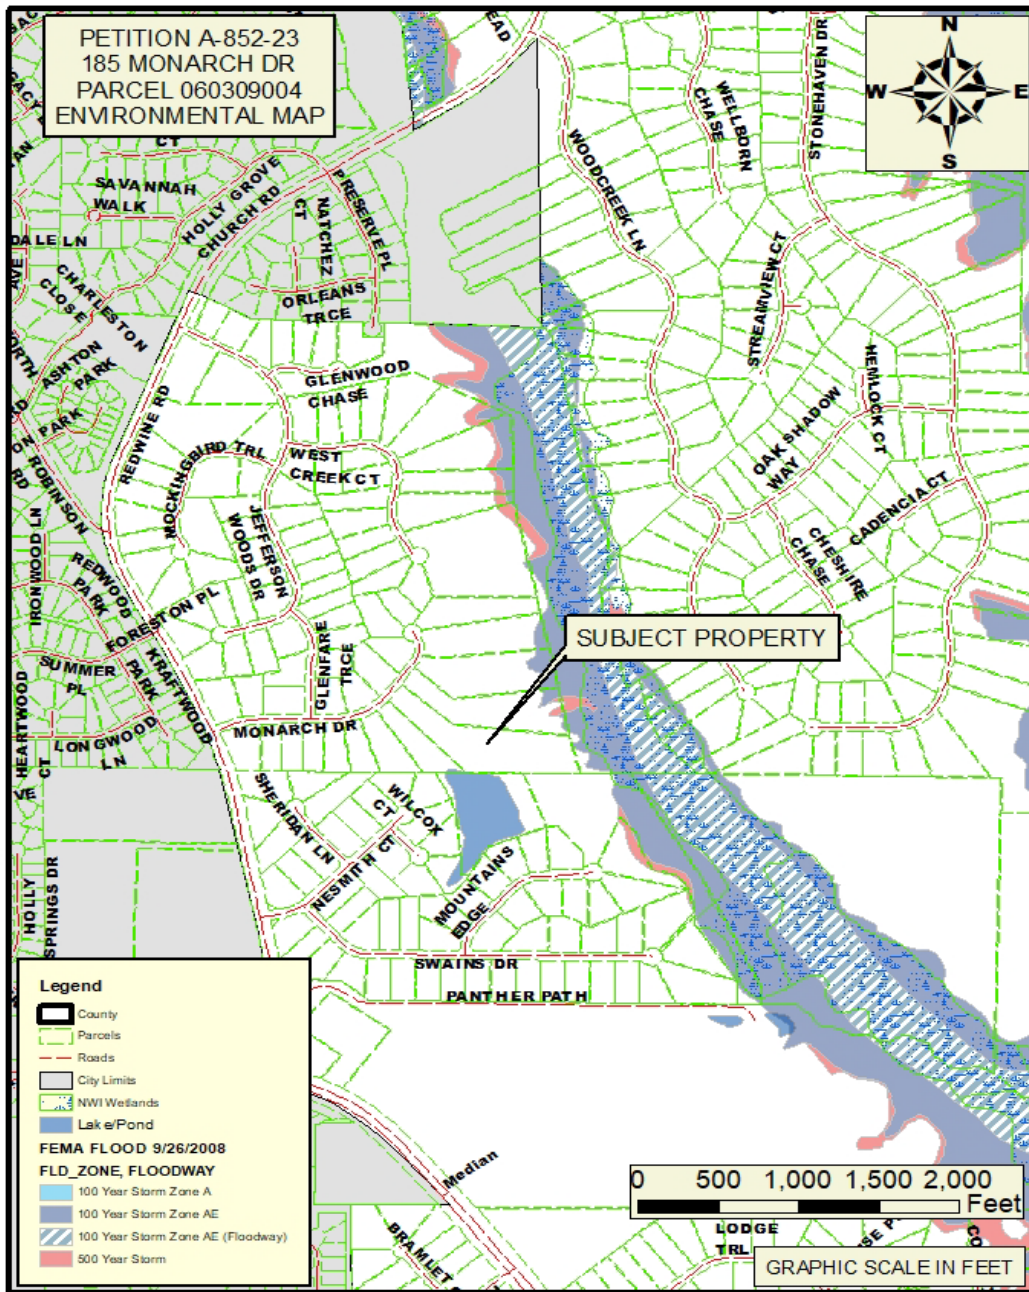 PETITION A-852-23
185 MONARCH DR
PARCEL 060309004
ENVIRONMENTAL MAP
N
W
E
S
CT
SAVANNAH
WALK
HOLLY GROVE
CHURCH RD
NATCHEZ
CT
PRESERVE PL
ORLEANS
TRCE
DALE LN
AVE
CHARLESTON
CLOSE
ASHTON
PARK
ON PARK
ROBINSON
RD
REDWINE RD
GLENWOOD
CHASE
MOCKINGBIRD TRL
WEST
CREEK CT
JEFFERSON
WOODS DR
WOODCREEK LN
WELLBORN
CHASE
STONEHAVEN DR
STREAMVIEW CT
HEMLOCK CT
OAK SHADOW
WAY
CADENCIA CT
CHESHIRE
CHASE
IRONWOOD LN
REDWOOD
PARK
FORESTON PL
SUMMER
PL
PARK
KRAFTWOOD
HEARTWOOD
CT
LONGWOOD
LN
GLENFARE
TRCE
MONARCH DR
SUBJECT PROPERTY
SHERIDAN LN
WILCOX
CT
NESMITH CT
MOUNTAINS
EDGE
SWAINS DR
PANTHER PATH
HOLLY
SPRINGS DR
Median
BRAMLET
LODGE
TRL
Legend
County
Parcels
Roads
City Limits
NWI Wetlands
Lake/Pond
FEMA FLOOD 9/26/2008
FLD_ZONE, FLOODWAY
100 Year Storm Zone A
100 Year Storm Zone AE
100 Year Storm Zone AE (Floodway)
500 Year Storm
0 500 1,000 1,500 2,000
Feet
GRAPHIC SCALE IN FEET